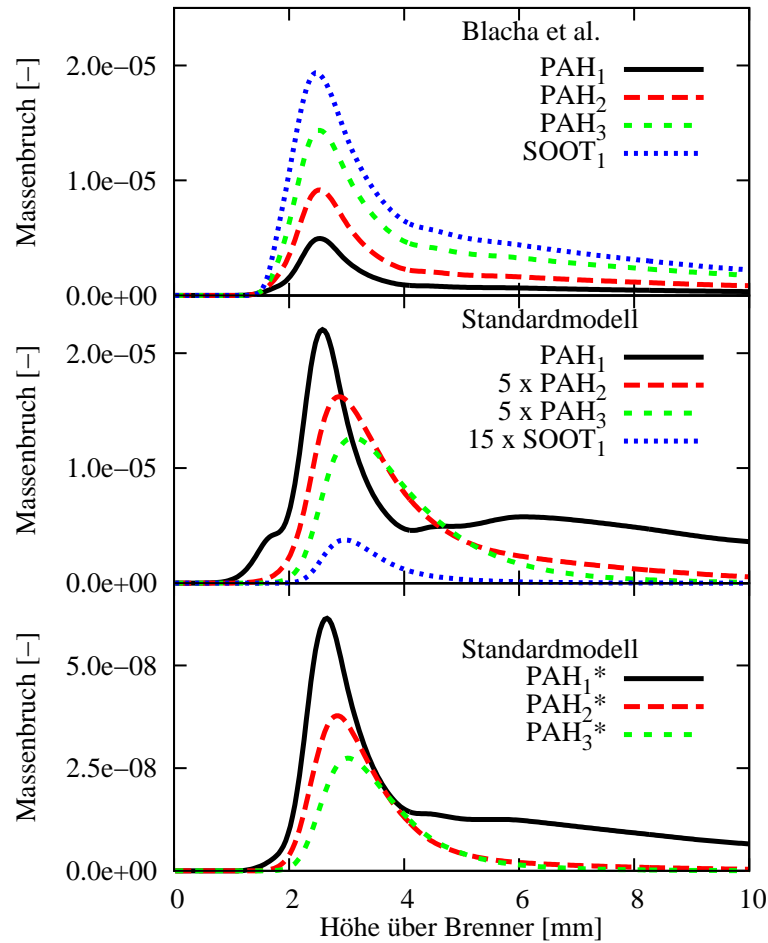 Blacha et al.
PAH₁
PAH₂
PAH₃
SOOT₁
Massenbruch [−]
2.0e−05
1.0e−05
0.0e+00
Standardmodell
PAH₁
5 x PAH₂
5 x PAH₃
15 x SOOT₁
Massenbruch [−]
2.0e−05
1.0e−05
0.0e+00
Standardmodell
PAH₁*
PAH₂*
PAH₃*
Massenbruch [−]
5.0e−08
2.5e−08
0.0e+00
0 2 4 6 8 10
Höhe über Brenner [mm]